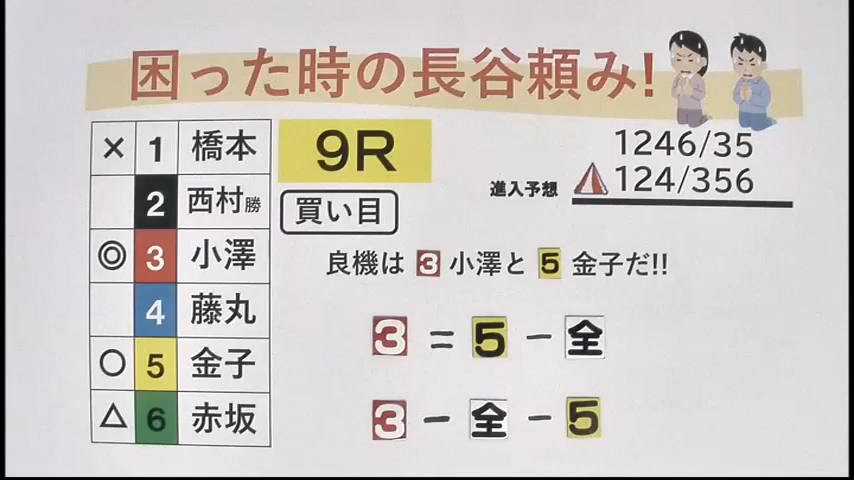 困った時の長谷頼み!
× 1 橋本
2 西村勝
◎ 3 小澤
4 藤丸
○ 5 金子
△ 6 赤坂
9R
買い目
進入予想
1246/35
124/356
良機は 3 小澤と 5 金子だ!!
3 = 5 - 全
3 - 全 - 5